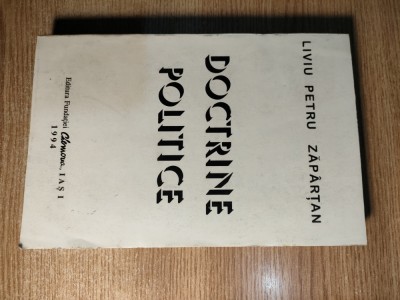 LIVIU PETRU ZĂPÂRȚAN
DOCTRINE
POLITICE
Editura Fundației Chemarea, IAȘI
1994